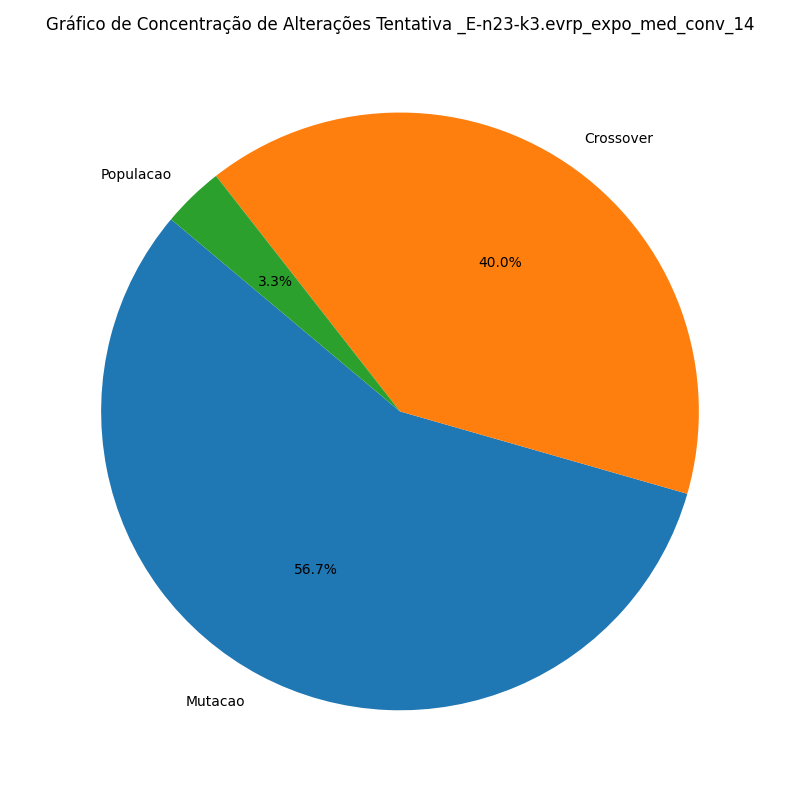 Gráfico de Concentração de Alterações Tentativa _E-n23-k3.evrp_expo_med_conv_14
Crossover
Populacao
40.0%
3.3%
56.7%
Mutacao